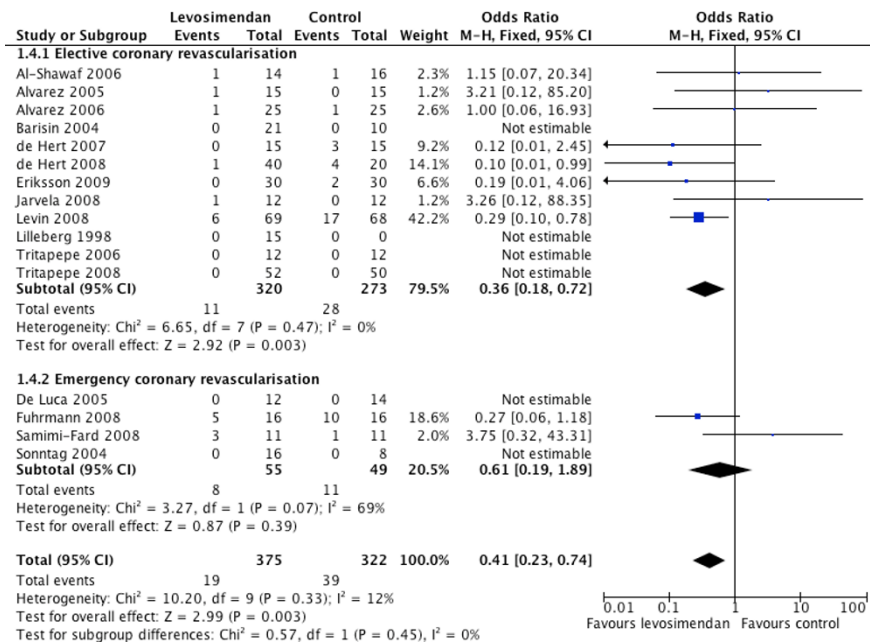 Levosimendan Control Odds Ratio Odds Ratio
Study or Subgroup Events Total Events Total Weight M-H, Fixed, 95% CI M-H, Fixed, 95% CI
1.4.1 Elective coronary revascularisation
Al-Shawaf 2006 1 14 1 16 2.3% 1.15 [0.07, 20.34]
Alvarez 2005 1 15 0 15 1.2% 3.21 [0.12, 85.20]
Alvarez 2006 1 25 1 25 2.6% 1.00 [0.06, 16.93]
Barisin 2004 0 21 0 10 Not estimable
de Hert 2007 0 15 3 15 9.2% 0.12 [0.01, 2.45]
de Hert 2008 1 40 4 20 14.1% 0.10 [0.01, 0.99]
Eriksson 2009 0 30 2 30 6.6% 0.19 [0.01, 4.06]
Jarvela 2008 1 12 0 12 1.2% 3.26 [0.12, 88.35]
Levin 2008 6 69 17 68 42.2% 0.29 [0.10, 0.78]
Lilleberg 1998 0 15 0 0 Not estimable
Tritapepe 2006 0 12 0 12 Not estimable
Tritapepe 2008 0 52 0 50 Not estimable
Subtotal (95% CI) 320 273 79.5% 0.36 [0.18, 0.72]
Total events 11 28
Heterogeneity: Chi² = 6.65, df = 7 (P = 0.47); I² = 0%
Test for overall effect: Z = 2.92 (P = 0.003)
1.4.2 Emergency coronary revascularisation
De Luca 2005 0 12 0 14 Not estimable
Fuhrmann 2008 5 16 10 16 18.6% 0.27 [0.06, 1.18]
Samimi-Fard 2008 3 11 1 11 2.0% 3.75 [0.32, 43.31]
Sonntag 2004 0 16 0 8 Not estimable
Subtotal (95% CI) 55 49 20.5% 0.61 [0.19, 1.89]
Total events 8 11
Heterogeneity: Chi² = 3.27, df = 1 (P = 0.07); I² = 69%
Test for overall effect: Z = 0.87 (P = 0.39)
Total (95% CI) 375 322 100.0% 0.41 [0.23, 0.74]
Total events 19 39
Heterogeneity: Chi² = 10.20, df = 9 (P = 0.33); I² = 12%
Test for overall effect: Z = 2.99 (P = 0.003)
Test for subgroup differences: Chi² = 0.57, df = 1 (P = 0.45), I² = 0%
0.01 0.1 1 10 100
Favours levosimendan Favours control